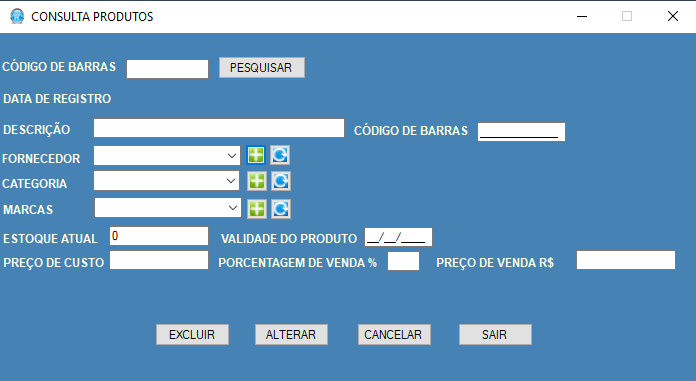 CONSULTA PRODUTOS
CÓDIGO DE BARRAS PESQUISAR
DATA DE REGISTRO
DESCRIÇÃO CÓDIGO DE BARRAS _____________
FORNECEDOR
CATEGORIA
MARCAS
ESTOQUE ATUAL 0 VALIDADE DO PRODUTO __/__/____
PREÇO DE CUSTO PORCENTAGEM DE VENDA % PREÇO DE VENDA R$
EXCLUIR ALTERAR CANCELAR SAIR